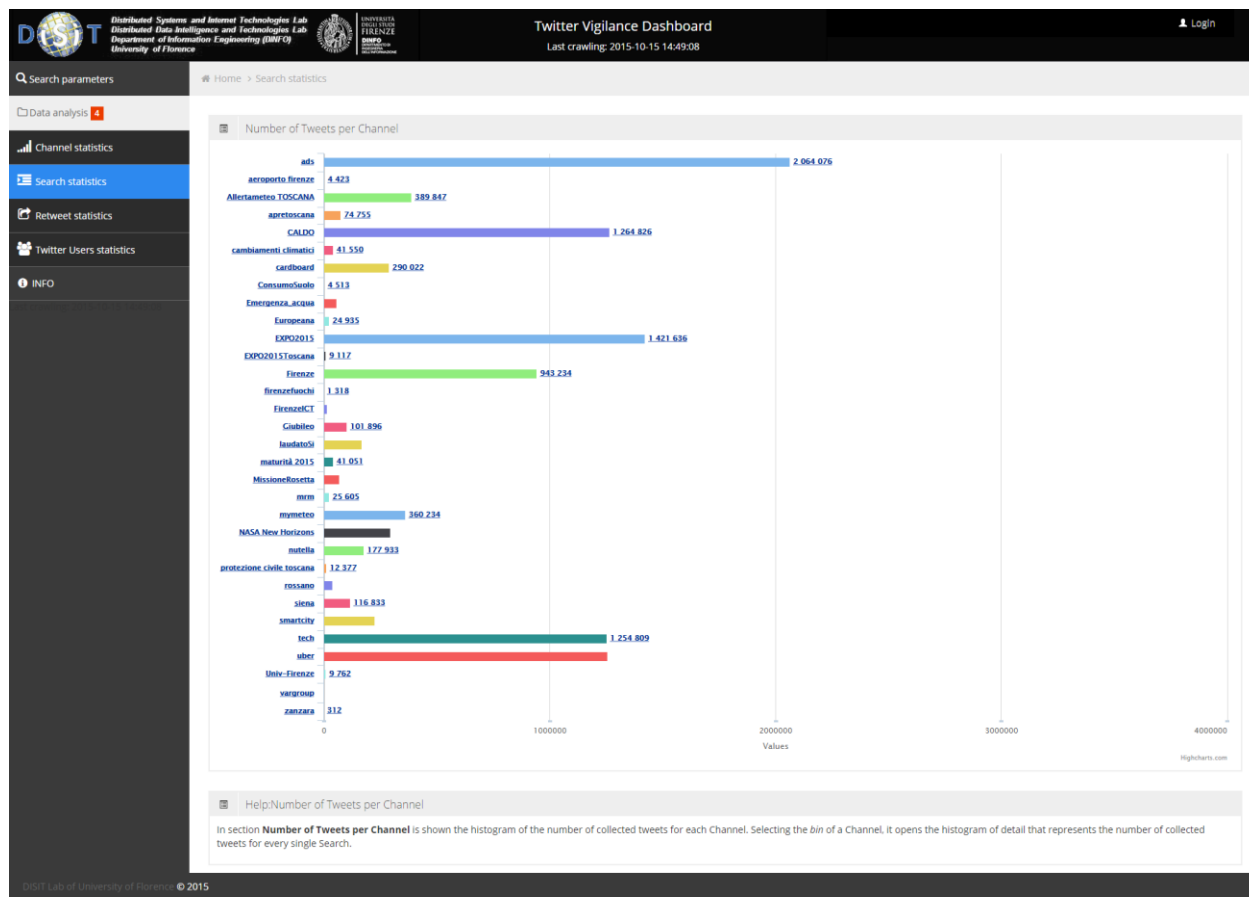 DISIT
Distributed Systems and Internet Technologies Lab
Distributed Data Intelligence and Technologies Lab
Department of Information Engineering (DINFO)
University of Florence
UNIVERSITÀ
DEGLI STUDI
FIRENZE
DINFO
Twitter Vigilance Dashboard
Last crawling: 2015-10-15 14:49:08
Login
Search parameters
Home > Search statistics
Data analysis 4
Channel statistics
Search statistics
Retweet statistics
Twitter Users statistics
INFO
Number of Tweets per Channel
ads 2 064 076
aeroporto firenze 4 423
Allertameteo TOSCANA 389 847
apretoscana 74 755
CALDO 1 264 826
cambiamenti climatici 41 550
cardboard 290 022
ConsumoSuolo 4 513
Emergenza_acqua
Europeana 24 935
EXPO2015 1 421 636
EXPO2015Toscana 9 117
Firenze 943 234
firenzefuochi 1 318
FirenzeICT
Giubileo 101 896
laudatoSi
maturità 2015 41 051
MissioneRosetta
mrm 25 605
mymeteo 360 234
NASA New Horizons
nutella 177 933
protezione civile toscana 12 377
rossano
siena 116 833
smartcity
tech 1 254 809
uber
Univ-Firenze 9 762
vargroup
zanzara 312
0 1000000 2000000 3000000 4000000
Values
Highcharts.com
Help:Number of Tweets per Channel
In section Number of Tweets per Channel is shown the histogram of the number of collected tweets for each Channel. Selecting the bin of a Channel, it opens the histogram of detail that represents the number of collected
tweets for every single Search.
DISIT Lab of University of Florence © 2015